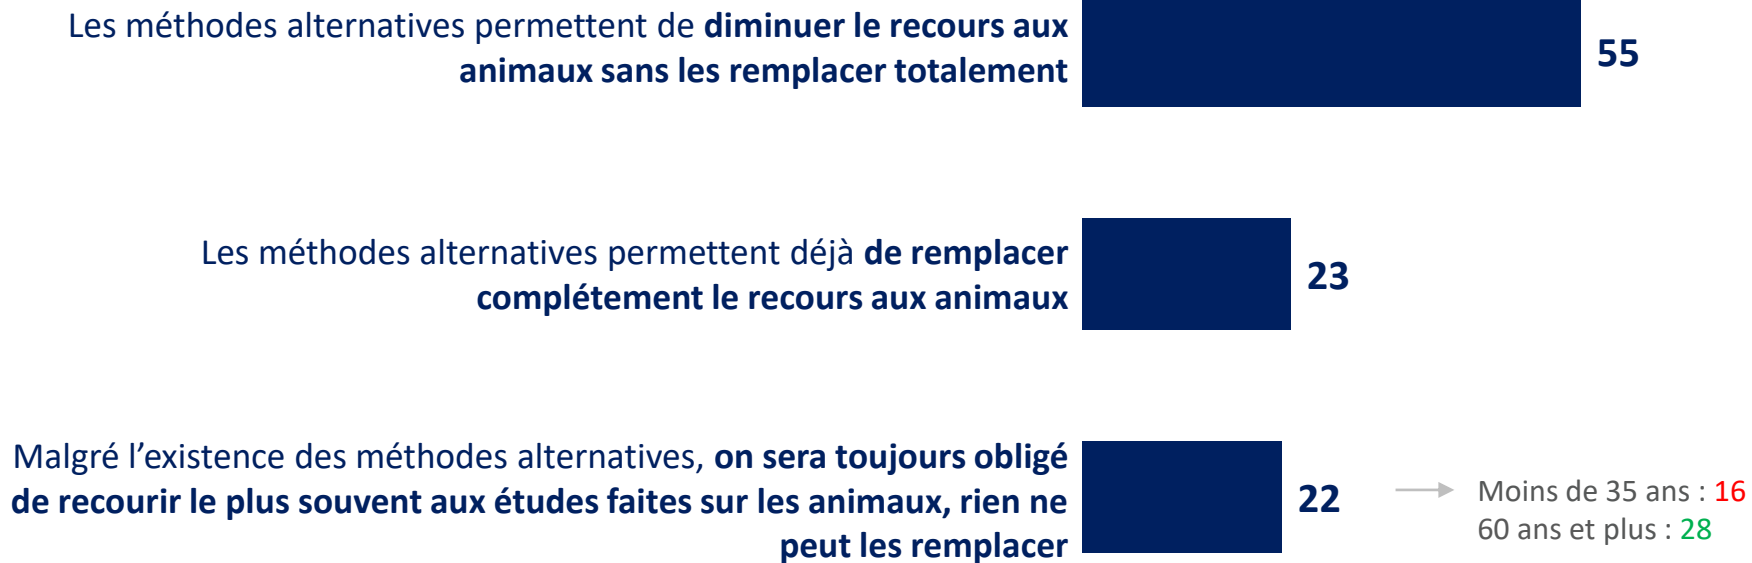 Les méthodes alternatives permettent de diminuer le recours aux
animaux sans les remplacer totalement
55
Les méthodes alternatives permettent déjà de remplacer
complétement le recours aux animaux
23
Malgré l’existence des méthodes alternatives, on sera toujours obligé
de recourir le plus souvent aux études faites sur les animaux, rien ne
peut les remplacer
22
Moins de 35 ans : 16
60 ans et plus : 28